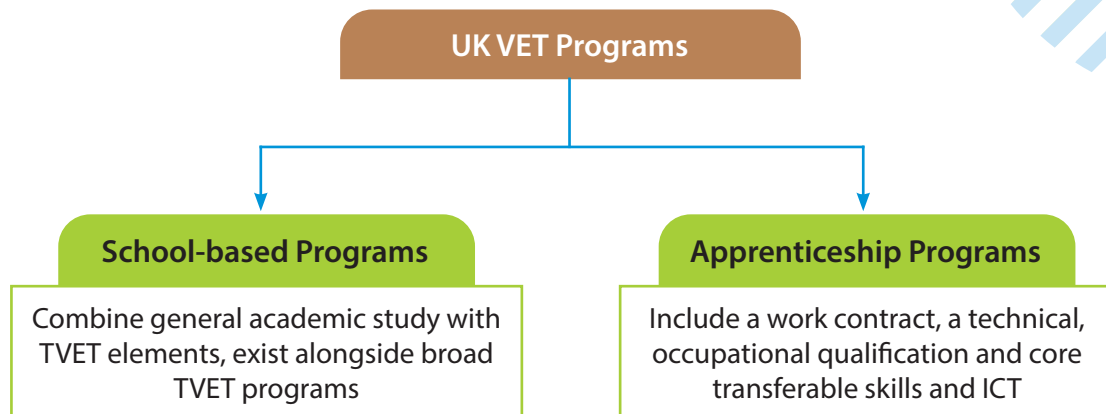 UK VET Programs
School-based Programs
Combine general academic study with
TVET elements, exist alongside broad
TVET programs
Apprenticeship Programs
Include a work contract, a technical,
occupational qualification and core
transferable skills and ICT